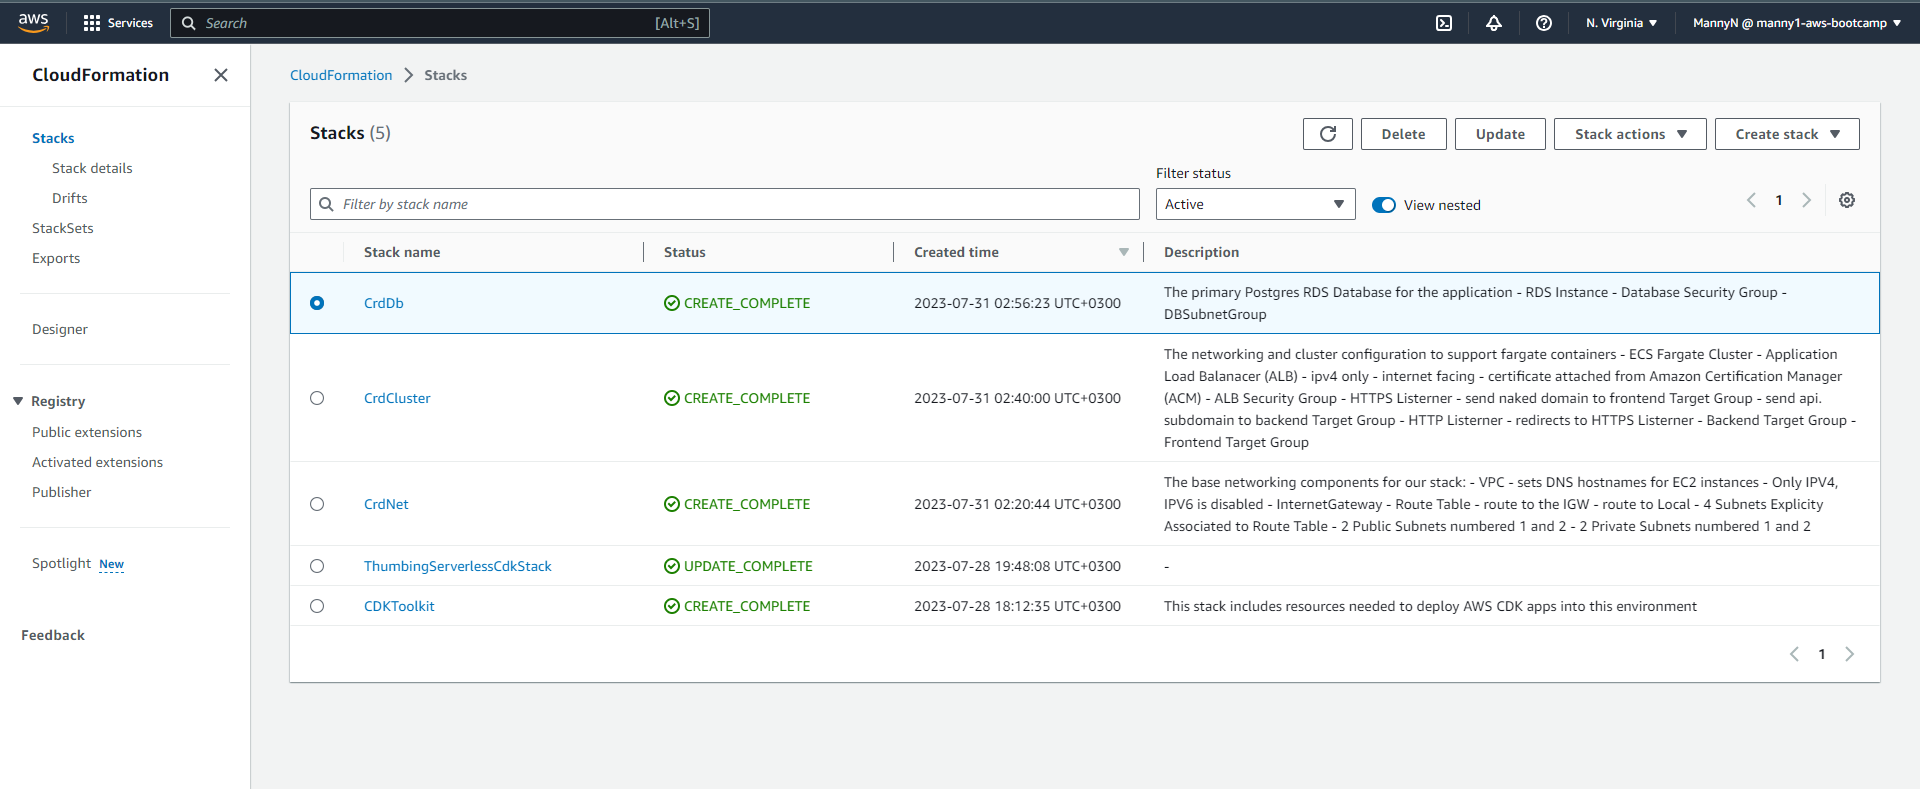 aws
Services
Search
[Alt+S]
N. Virginia
MannyN @ manny1-aws-bootcamp
CloudFormation
Stacks
Stack details
Drifts
StackSets
Exports
Designer
Registry
Public extensions
Activated extensions
Publisher
Spotlight New
Feedback
CloudFormation
Stacks
Stacks (5)
Delete
Update
Stack actions
Create stack
Filter by stack name
Filter status
Active
View nested
1
Stack name
Status
Created time
Description
CrdDb
CREATE_COMPLETE
2023-07-31 02:56:23 UTC+0300
The primary Postgres RDS Database for the application - RDS Instance - Database Security Group -
DBSubnetGroup
CrdCluster
CREATE_COMPLETE
2023-07-31 02:40:00 UTC+0300
The networking and cluster configuration to support fargate containers - ECS Fargate Cluster - Application
Load Balanacer (ALB) - ipv4 only - internet facing - certificate attached from Amazon Certification Manager
(ACM) - ALB Security Group - HTTPS Listerner - send naked domain to frontend Target Group - send api.
subdomain to backend Target Group - HTTP Listerner - redirects to HTTPS Listerner - Backend Target Group -
Frontend Target Group
CrdNet
CREATE_COMPLETE
2023-07-31 02:20:44 UTC+0300
The base networking components for our stack: - VPC - sets DNS hostnames for EC2 instances - Only IPV4,
IPV6 is disabled - InternetGateway - Route Table - route to the IGW - route to Local - 4 Subnets Explicity
Associated to Route Table - 2 Public Subnets numbered 1 and 2 - 2 Private Subnets numbered 1 and 2
ThumbingServerlessCdkStack
UPDATE_COMPLETE
2023-07-28 19:48:08 UTC+0300
-
CDKToolkit
CREATE_COMPLETE
2023-07-28 18:12:35 UTC+0300
This stack includes resources needed to deploy AWS CDK apps into this environment
1